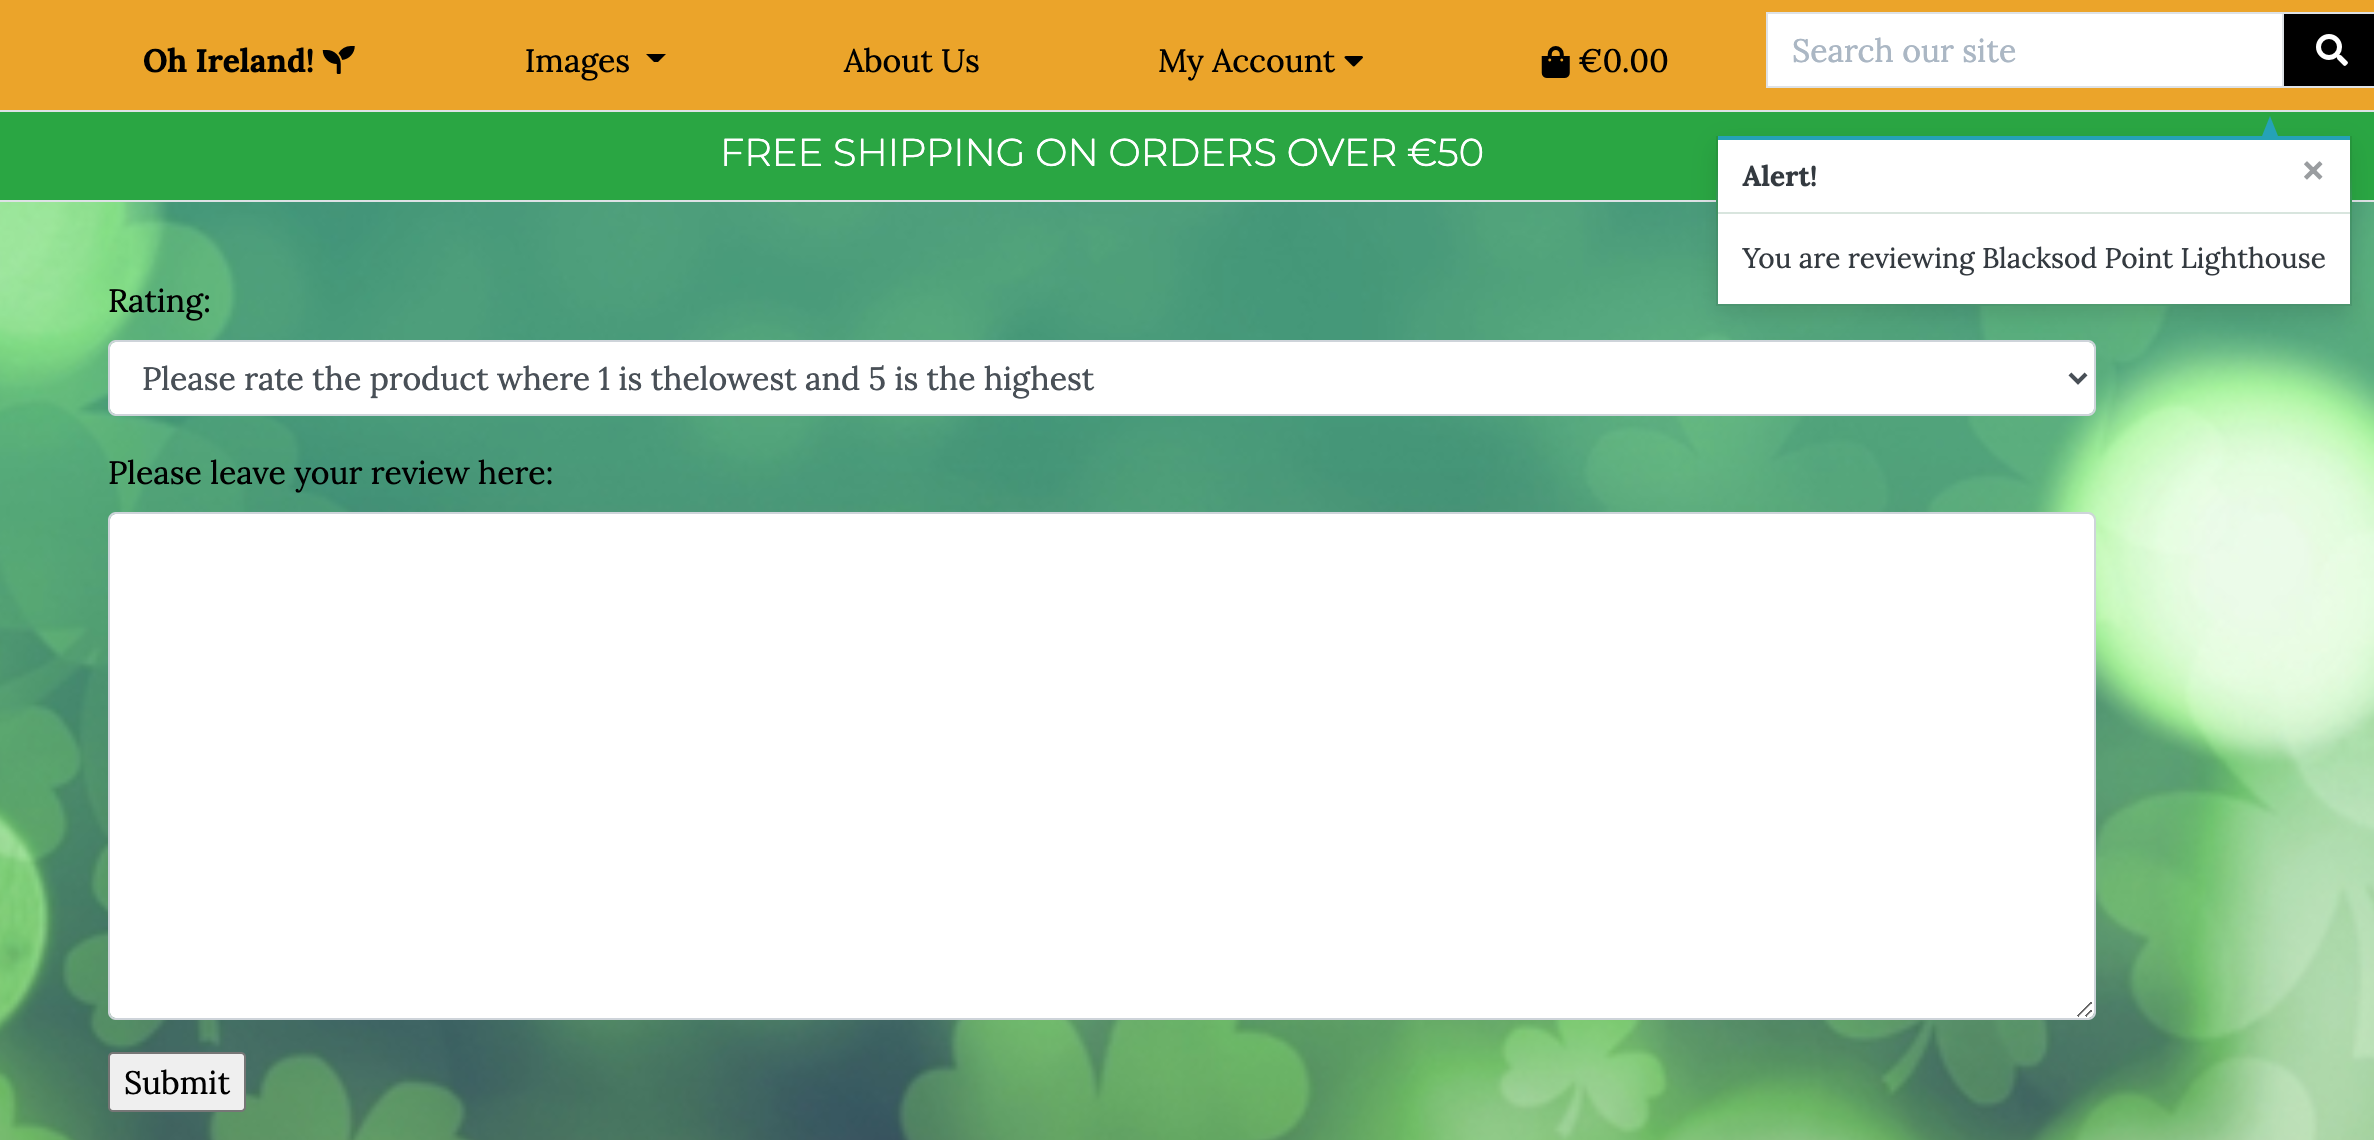 Oh Ireland!
Images
About Us
My Account
€0.00
Search our site
FREE SHIPPING ON ORDERS OVER €50
Alert!
×
You are reviewing Blacksod Point Lighthouse
Rating:
Please rate the product where 1 is thelowest and 5 is the highest
Please leave your review here:
Submit